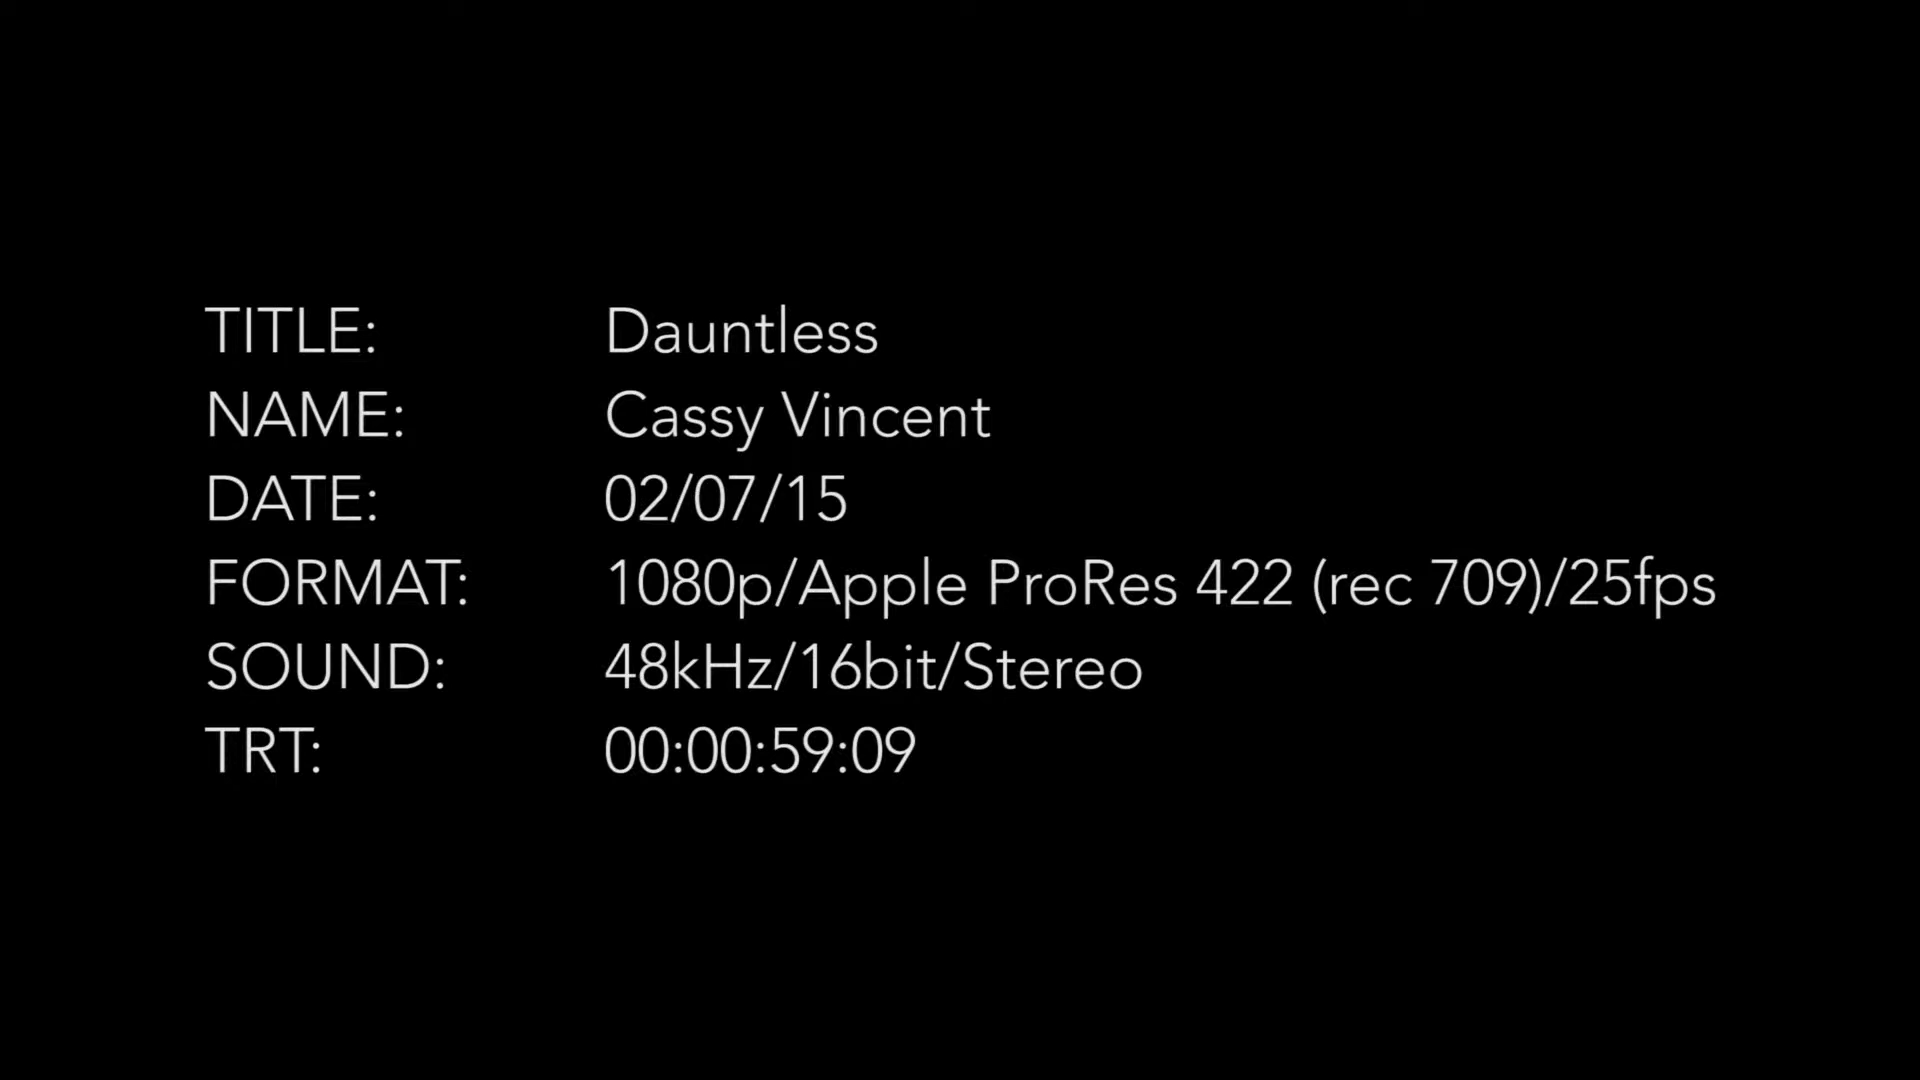 TITLE: Dauntless
NAME: Cassy Vincent
DATE: 02/07/15
FORMAT: 1080p/Apple ProRes 422 (rec 709)/25fps
SOUND: 48kHz/16bit/Stereo
TRT: 00:00:59:09